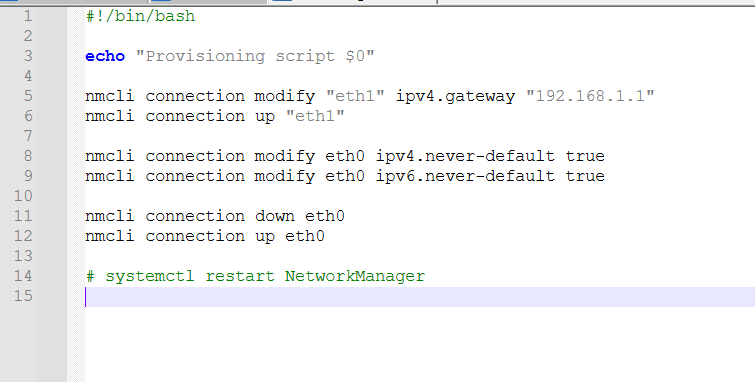 1 #!/bin/bash
2
3 echo "Provisioning script $0"
4
5 nmcli connection modify "eth1" ipv4.gateway "192.168.1.1"
6 nmcli connection up "eth1"
7
8 nmcli connection modify eth0 ipv4.never-default true
9 nmcli connection modify eth0 ipv6.never-default true
10
11 nmcli connection down eth0
12 nmcli connection up eth0
13
14 # systemctl restart NetworkManager
15